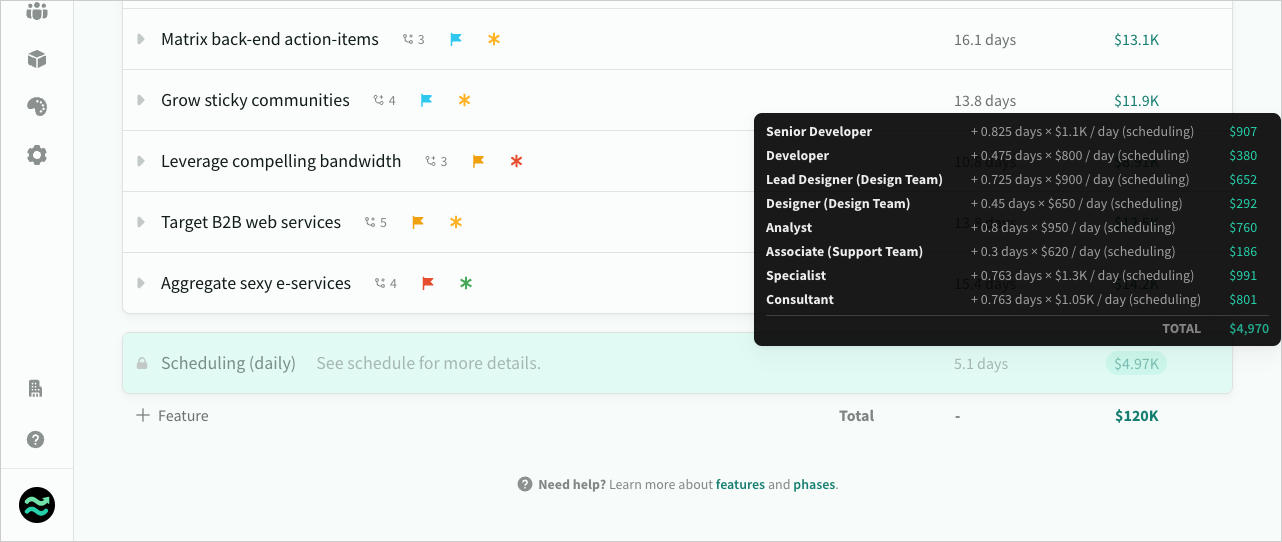 Matrix back-end action-items 3 16.1 days $13.1K
Grow sticky communities 4 13.8 days $11.9K
Senior Developer + 0.825 days × $1.1K / day (scheduling) $907
Developer + 0.475 days × $800 / day (scheduling) $380
Leverage compelling bandwidth 3
Lead Designer (Design Team) + 0.725 days × $900 / day (scheduling) $652
Designer (Design Team) + 0.45 days × $650 / day (scheduling) $292
Target B2B web services 5
Analyst + 0.8 days × $950 / day (scheduling) $760
Associate (Support Team) + 0.3 days × $620 / day (scheduling) $186
Specialist + 0.763 days × $1.3K / day (scheduling) $991
Aggregate sexy e-services 4
Consultant + 0.763 days × $1.05K / day (scheduling) $801
TOTAL $4,970
Scheduling (daily) See schedule for more details. 5.1 days $4.97K
Feature Total - $120K
Need help? Learn more about features and phases.